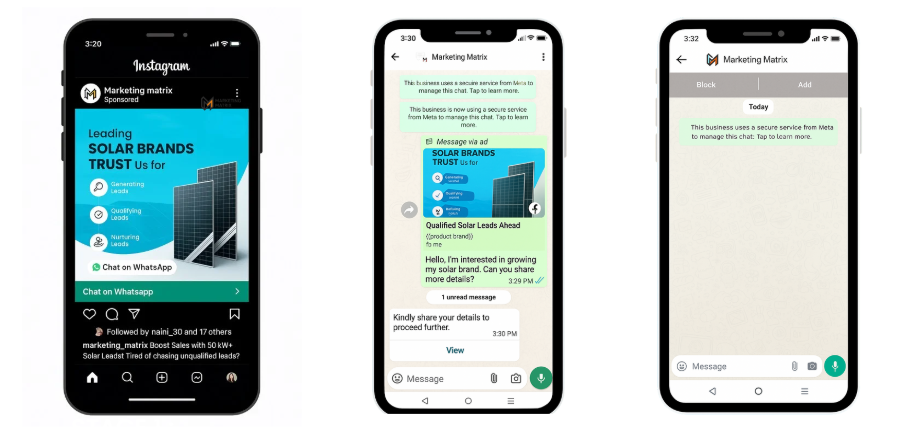 3:20
Instagram
Marketing matrix
Sponsored
MARKETING
MATRIX
Leading
SOLAR BRANDS
TRUST Us for
Generating
Leads
Qualifying
Leads
Nurturing
Leads
Chat on WhatsApp
Chat on Whatsapp
Followed by naini_30 and 17 others
marketing_matrix Boost Sales with 50 kW+
Solar Leadst Tired of chasing unqualified leads?
3:30
Marketing Matrix
This business uses a secure service from Meta to
manage this chat. Tap to learn more.
This business is now using a secure service
from Meta to manage this chat. Tap to learn
more.
Message via ad
SOLAR BRANDS
TRUST Us for
Generating
Qualifying
Qualified Solar Leads Ahead
{{product brand}}
fb me
Hello, I'm interested in growing
my solar brand. Can you share
more details?
3:29 PM
1 unread message
Kindly share your details to
proceed further.
3:30 PM
View
Message
3:32
Marketing Matrix
Block
Add
Today
This business uses a secure service from Meta
to manage this chat: Tap to learn more.
Message